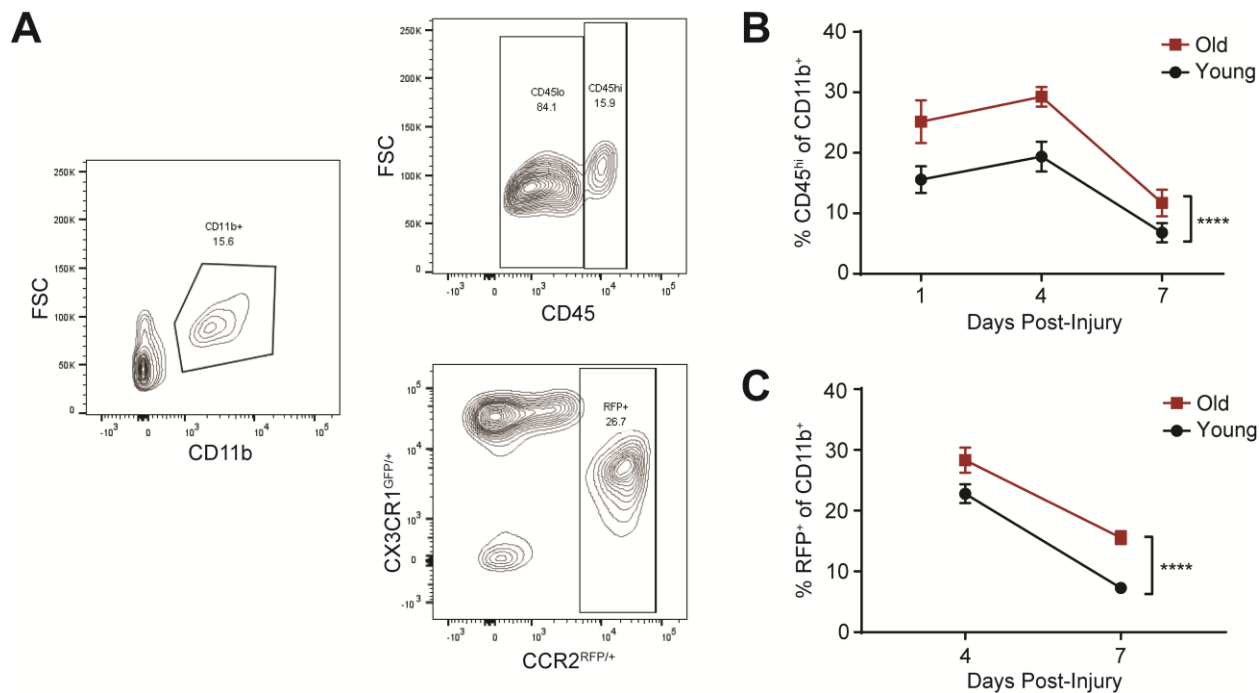 A
FSC
250K
200K
150K
100K
50K
0
CD11b+
15.6
-10³ 0 10³ 10⁴ 10⁵
CD11b
FSC
250K
200K
150K
100K
50K
0
CD45lo
84.1
CD45hi
15.9
-10³ 0 10³ 10⁴ 10⁵
CD45
CX3CR1GFP/+
10⁵
10⁴
10³
0
-10³
RFP+
26.7
-10³ 0 10³ 10⁴ 10⁵
CCR2RFP/+
B
% CD45hi of CD11b+
40
30
20
10
0
Old
Young
****
1 4 7
Days Post-Injury
C
% RFP+ of CD11b+
40
30
20
10
0
Old
Young
****
4 7
Days Post-Injury